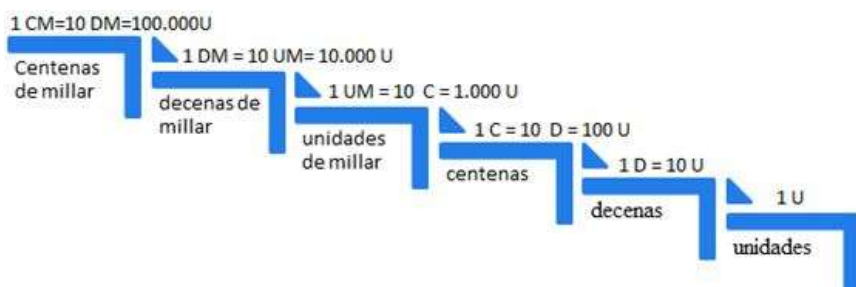 1 CM=10 DM=100.000U
Centenas
de millar
1 DM = 10 UM= 10.000 U
decenas de
millar
1 UM = 10 C = 1.000 U
unidades
de millar
1 C = 10 D = 100 U
centenas
1 D = 10 U
decenas
1 U
unidades